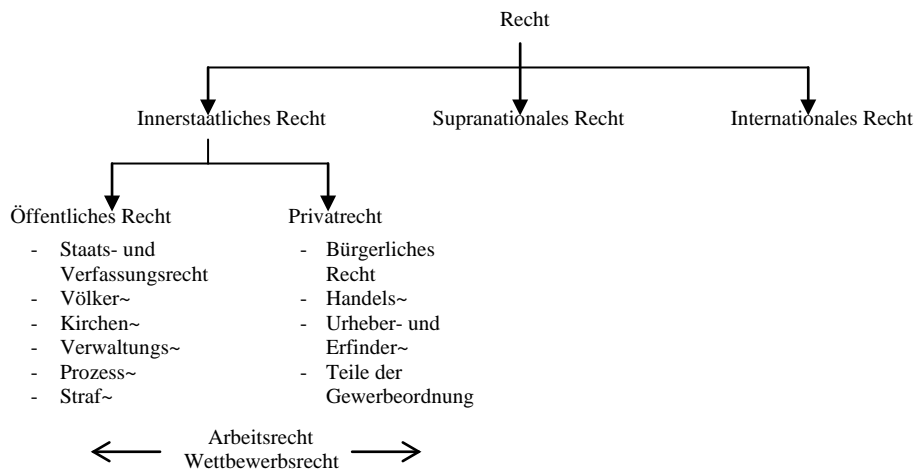 Recht
Innerstaatliches Recht
Supranationales Recht
Internationales Recht
Öffentliches Recht
- Staats- und
Verfassungsrecht
- Völker~
- Kirchen~
- Verwaltungs~
- Prozess~
- Straf~
Privatrecht
- Bürgerliches
Recht
- Handels~
- Urheber- und
Erfinder~
- Teile der
Gewerbeordnung
Arbeitsrecht
Wettbewerbsrecht